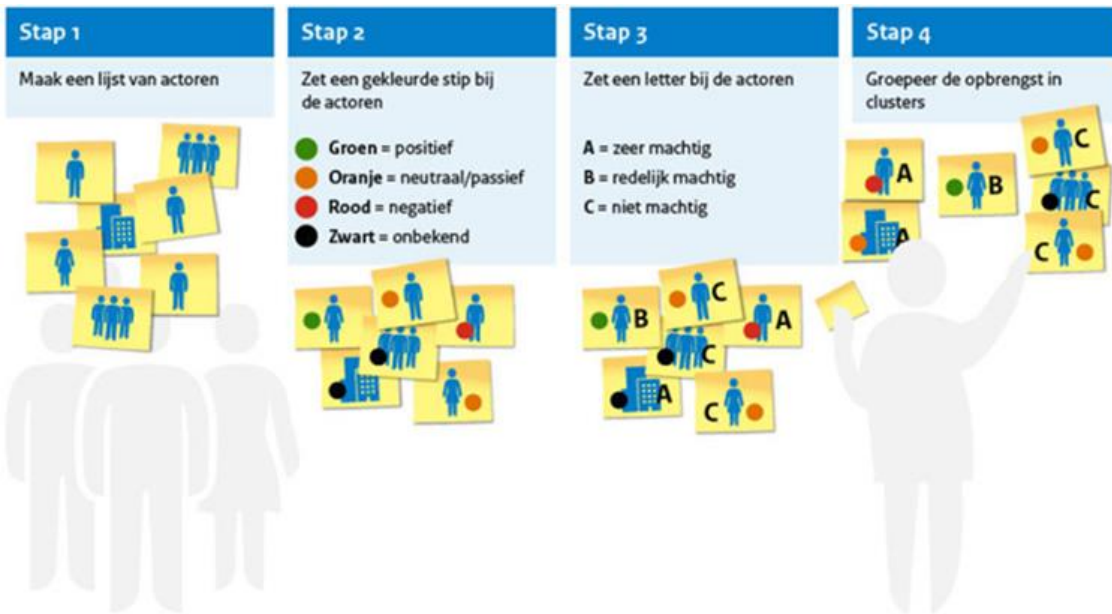 Stap 1
Maak een lijst van actoren
Stap 2
Zet een gekleurde stip bij
de actoren
Groen = positief
Oranje = neutraal/passief
Rood = negatief
Zwart = onbekend
Stap 3
Zet een letter bij de actoren
A = zeer machtig
B = redelijk machtig
C = niet machtig
B
C
A
C
A
C
Stap 4
Groepeer de opbrengst in
clusters
A
A
B
C
C
C